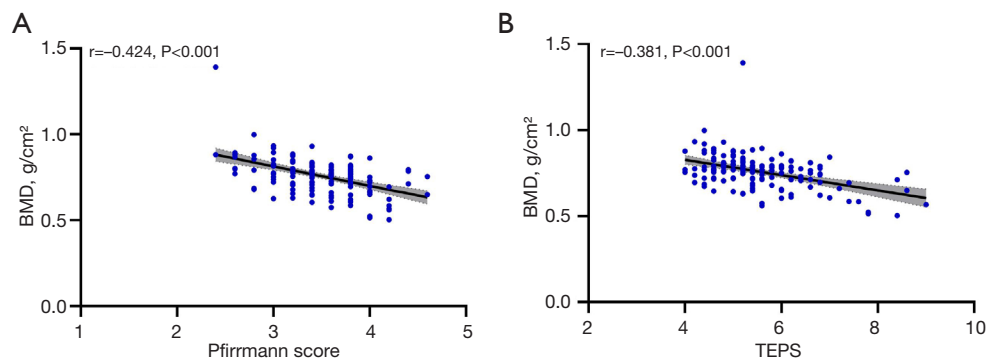 A
r=–0.424, P<0.001
BMD, g/cm²
1.5
1.0
0.5
0.0
1 2 3 4 5
Pfirrmann score
B
r=–0.381, P<0.001
BMD, g/cm²
1.5
1.0
0.5
0.0
2 4 6 8 10
TEPS